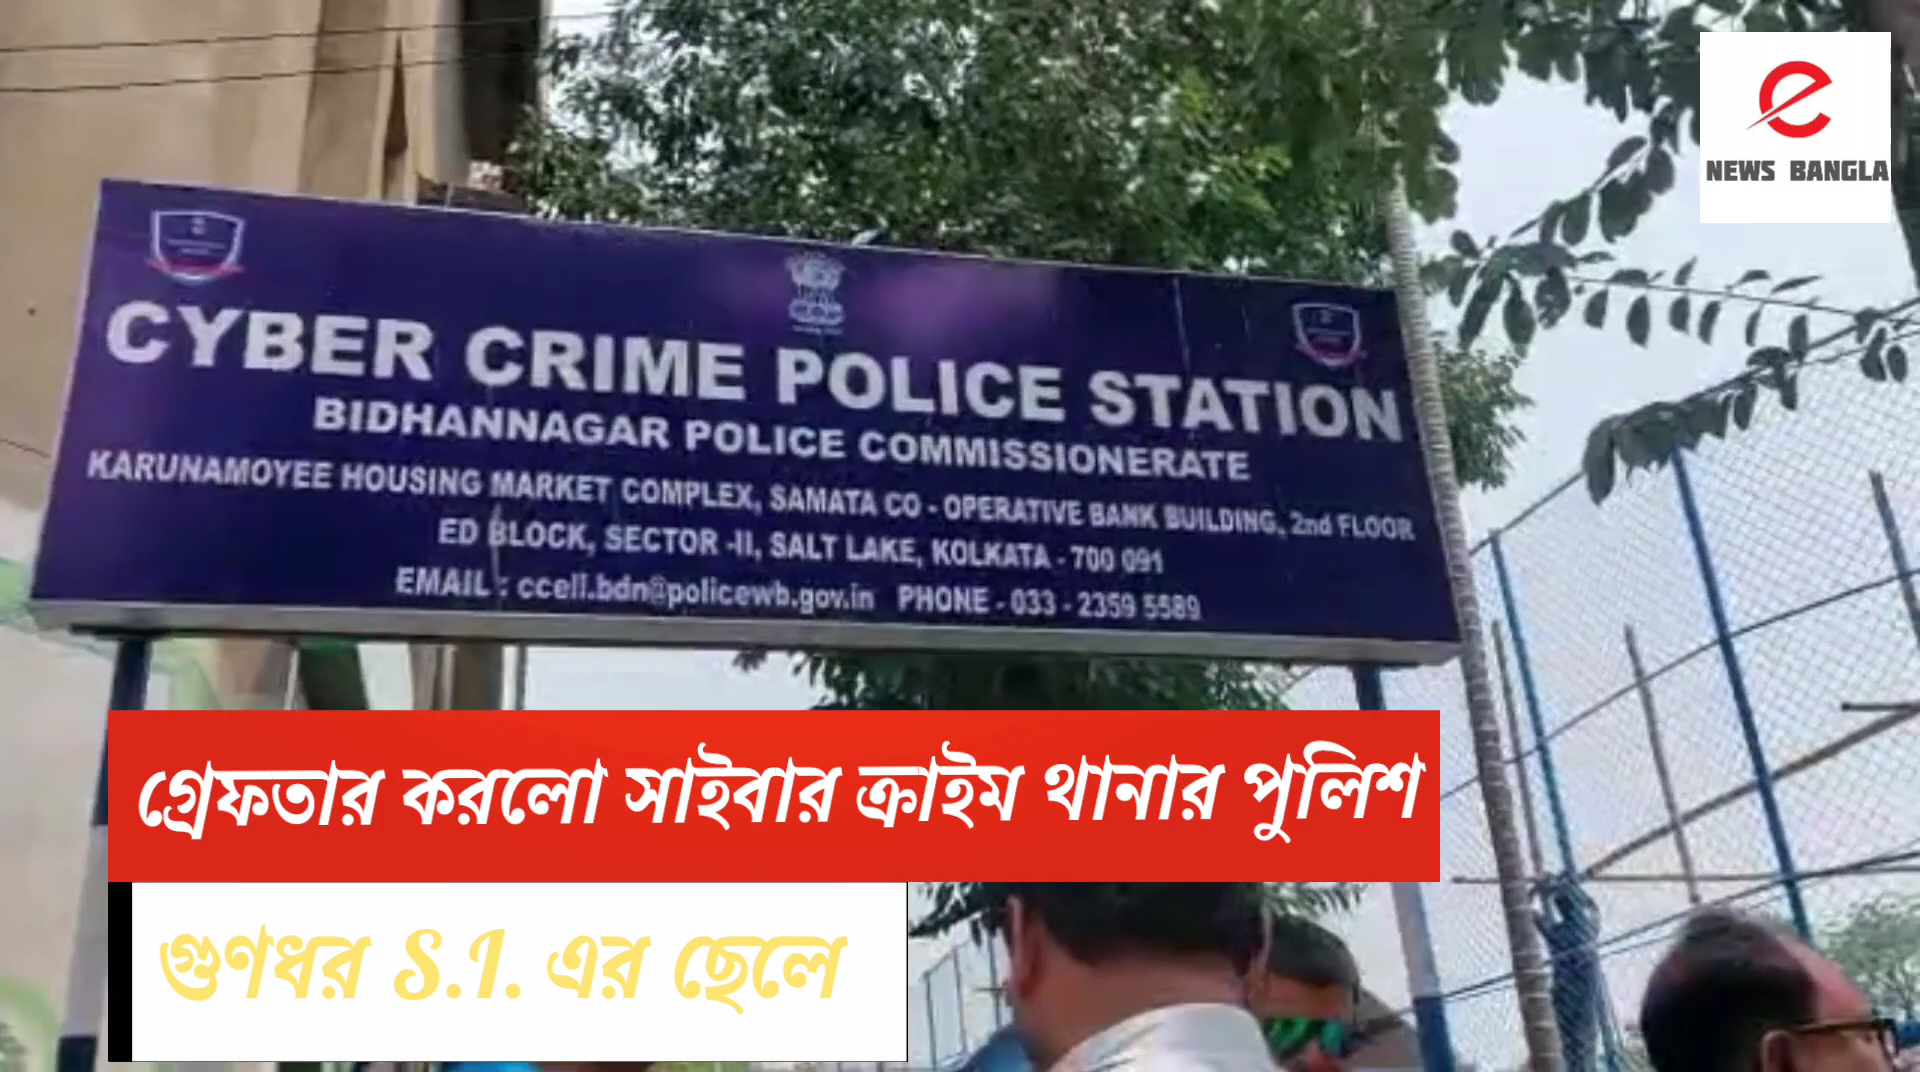 NEWS BANGLA
CYBER CRIME POLICE STATION
BIDHANNAGAR POLICE COMMISSIONERATE
KARUNAMOYEE HOUSING MARKET COMPLEX, SAMATA CO - OPERATIVE BANK BUILDING, 2nd FLOOR
ED BLOCK, SECTOR -II, SALT LAKE, KOLKATA - 700 091
EMAIL : ccell.bdn@policewb.gov.in PHONE - 033 - 2359 5589
গ্রেফতার করলো সাইবার ক্রাইম থানার পুলিশ
গুণধর S.I. এর ছেলে